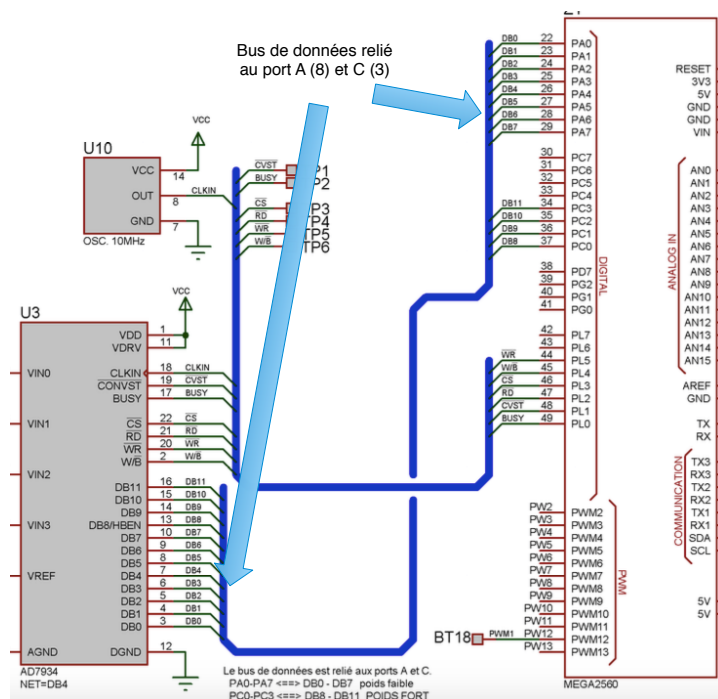 Bus de données relié
au port A (8) et C (3)
U10
VCC
VCC
14
OUT
8
CLKIN
GND
7
OSC. 10MHz
CVST
BUSY
CS
RD
WR
W/B
P1
P2
P3
TP4
TP5
TP6
U3
VCC
VDD 1
VDRV 11
CLKIN 18 CLKIN
CONVST 19 CVST
BUSY 17 BUSY
CS 22 CS
RD 21 RD
WR 20 WR
W/B 2 W/B
DB11 16 DB11
DB10 15 DB10
DB9 14 DB9
DB8/HBEN 13 DB8
DB7 10 DB7
DB6 9 DB6
DB5 8 DB5
DB4 7 DB4
DB3 6 DB3
DB2 5 DB2
DB1 4 DB1
DB0 3 DB0
DGND 12
VIN0
VIN1
VIN2
VIN3
VREF
AGND
AD7934
NET=DB4
Le bus de données est relié aux ports A et C.
PA0-PA7 <==> DB0 - DB7 poids faible
PC0-PC3 <==> DB8 - DB11 POIDS FORT
DB0 22 PA0
DB1 23 PA1
DB2 24 PA2
DB3 25 PA3
DB4 26 PA4
DB5 27 PA5
DB6 28 PA6
DB7 29 PA7
30 PC7
31 PC6
32 PC5
33 PC4
DB11 34 PC3
DB10 35 PC2
DB9 36 PC1
DB8 37 PC0
38 PD7
39 PG2
40 PG1
41 PG0
42 PL7
43 PL6
WR 44 PL5
W/B 45 PL4
CS 46 PL3
RD 47 PL2
CVST 48 PL1
BUSY 49 PL0
DIGITAL
PW2 PWM2
PW3 PWM3
PW4 PWM4
PW5 PWM5
PW6 PWM6
PW7 PWM7
PW8 PWM8
PW9 PWM9
PW10 PWM10
PW11 PWM11
BT18 PWM1 PW12 PWM12
PW13 PWM13
PWM
RESET
3V3
5V
GND
GND
VIN
AN0
AN1
AN2
AN3
AN4
AN5
AN6
AN7
AN8
AN9
AN10
AN11
AN12
AN13
AN14
AN15
ANALOG IN
AREF
GND
TX
RX
TX3
RX3
TX2
RX2
TX1
RX1
SDA
SCL
COMMUNICATION
5V
5V
MEGA2560